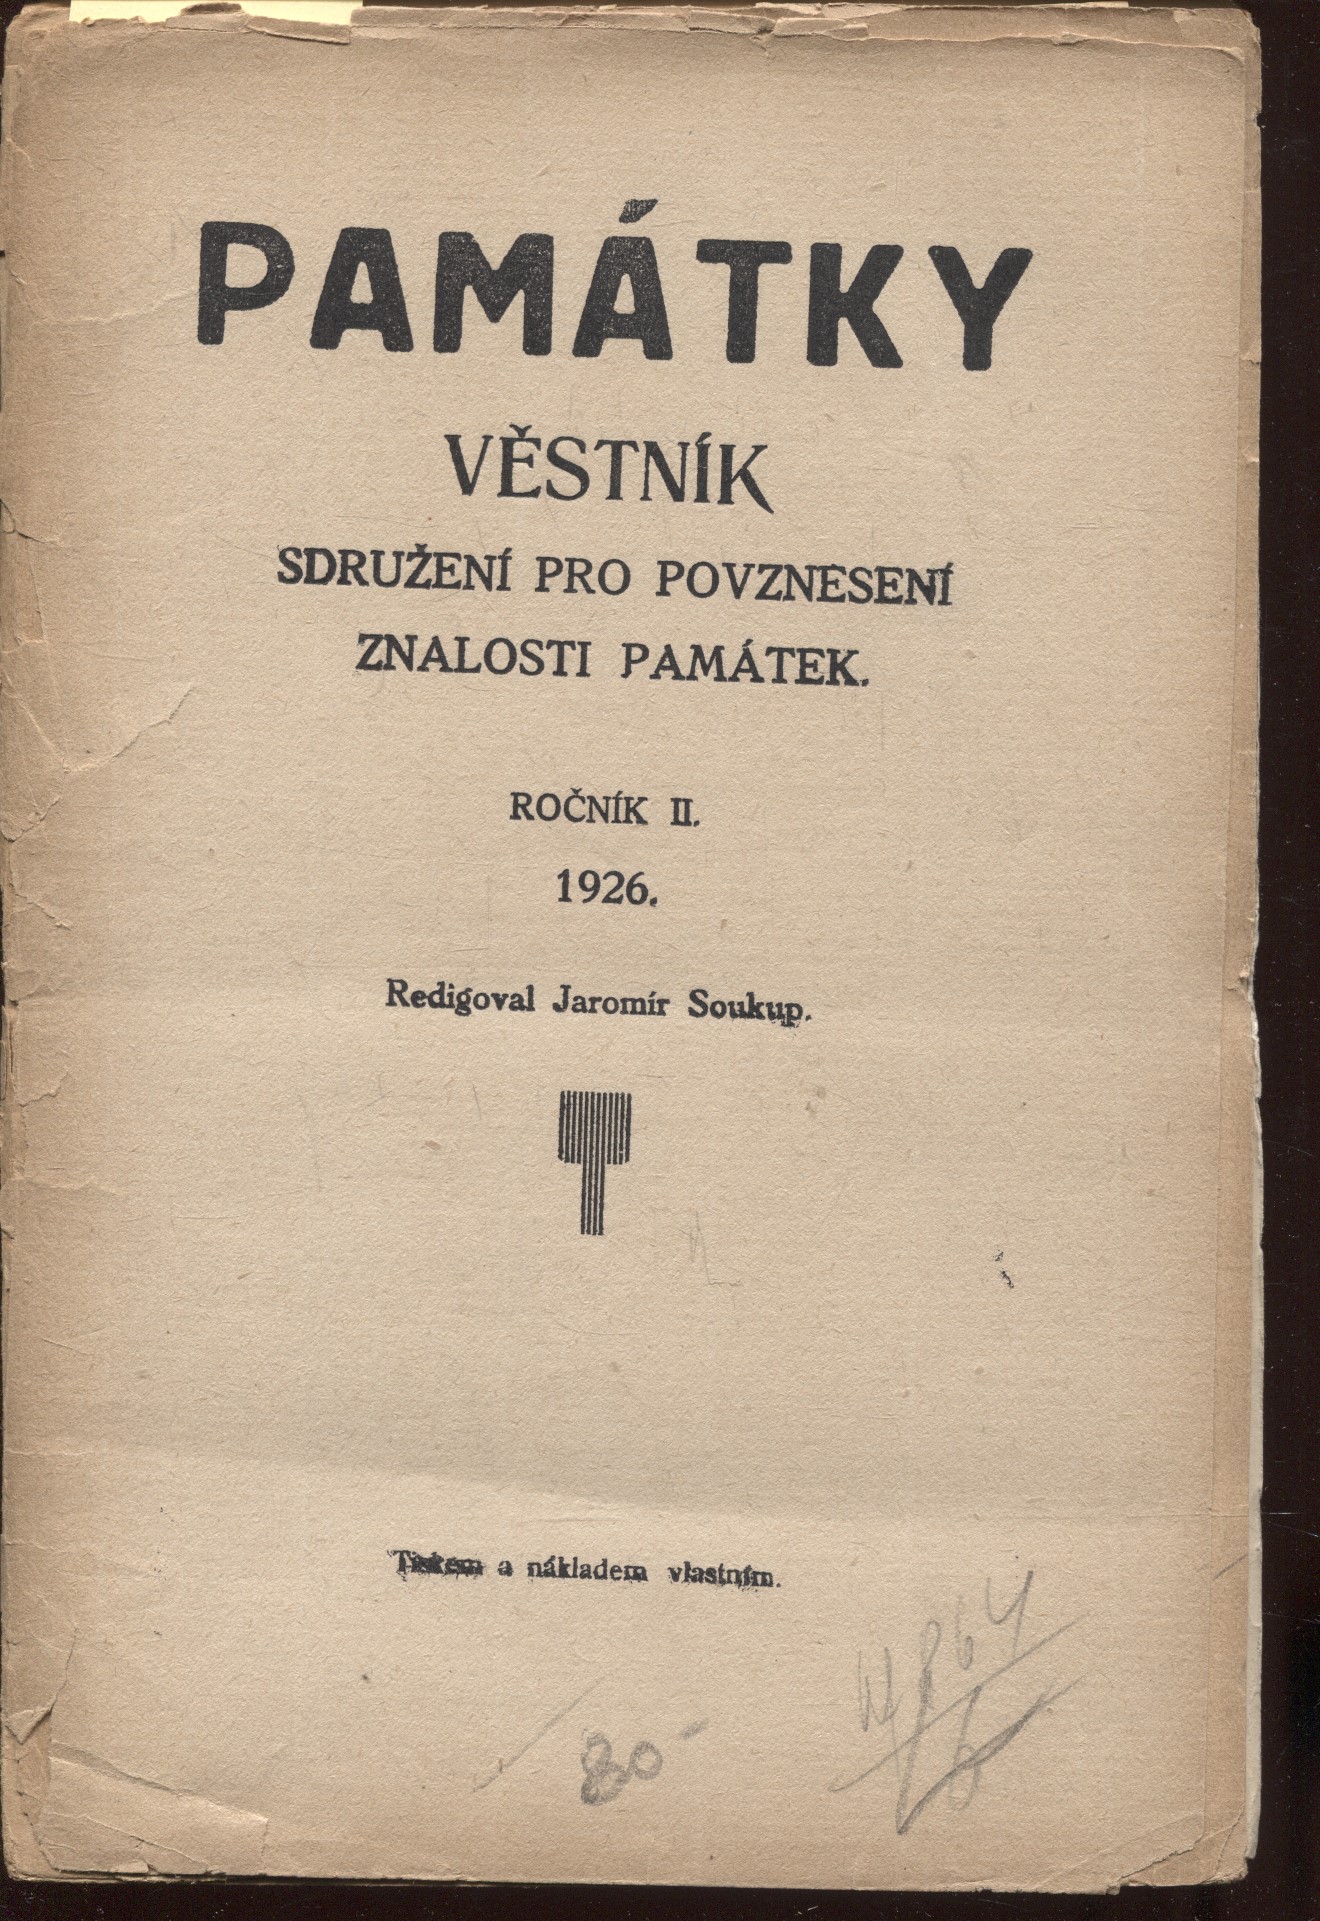 PAMÁTKY
VĚSTNÍK
SDRUŽENÍ PRO POVZNESENÍ
ZNALOSTI PAMÁTEK.
ROČNÍK II.
1926.
Redigoval Jaromír Soukup.
Tiskem a nákladem vlastním.
80-